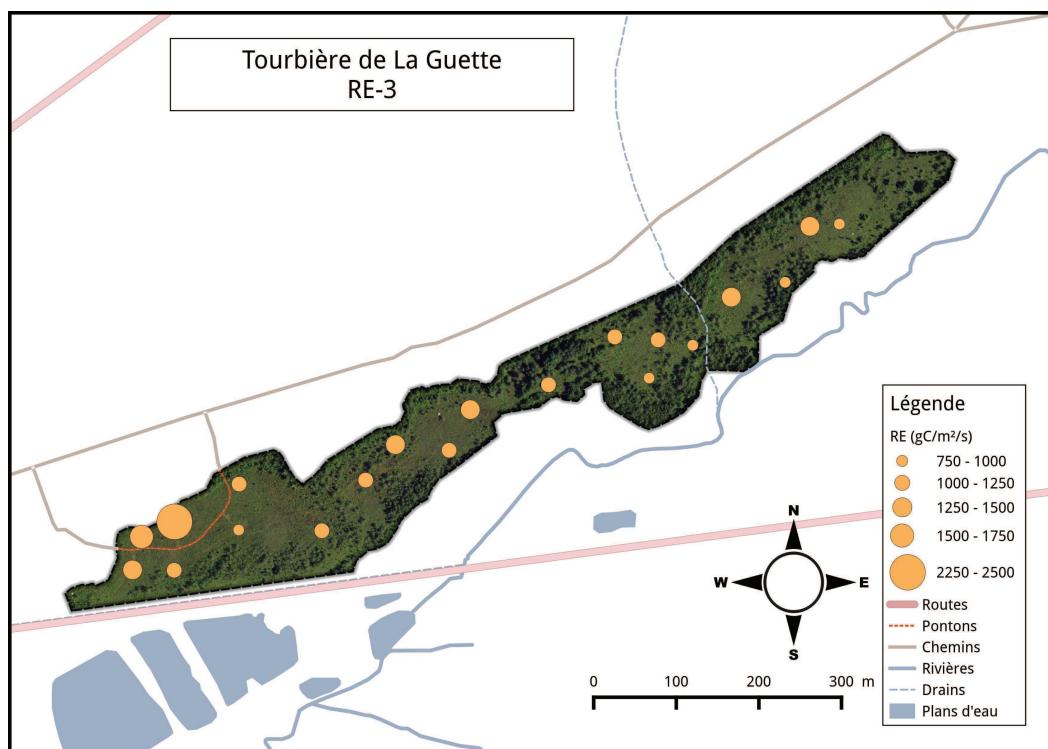 Tourbière de La Guette
RE-3
Légende
RE (gC/m²/s)
750 - 1000
1000 - 1250
1250 - 1500
1500 - 1750
2250 - 2500
Routes
Pontons
Chemins
Rivières
Drains
Plans d'eau
N
W
E
S
0 100 200 300 m